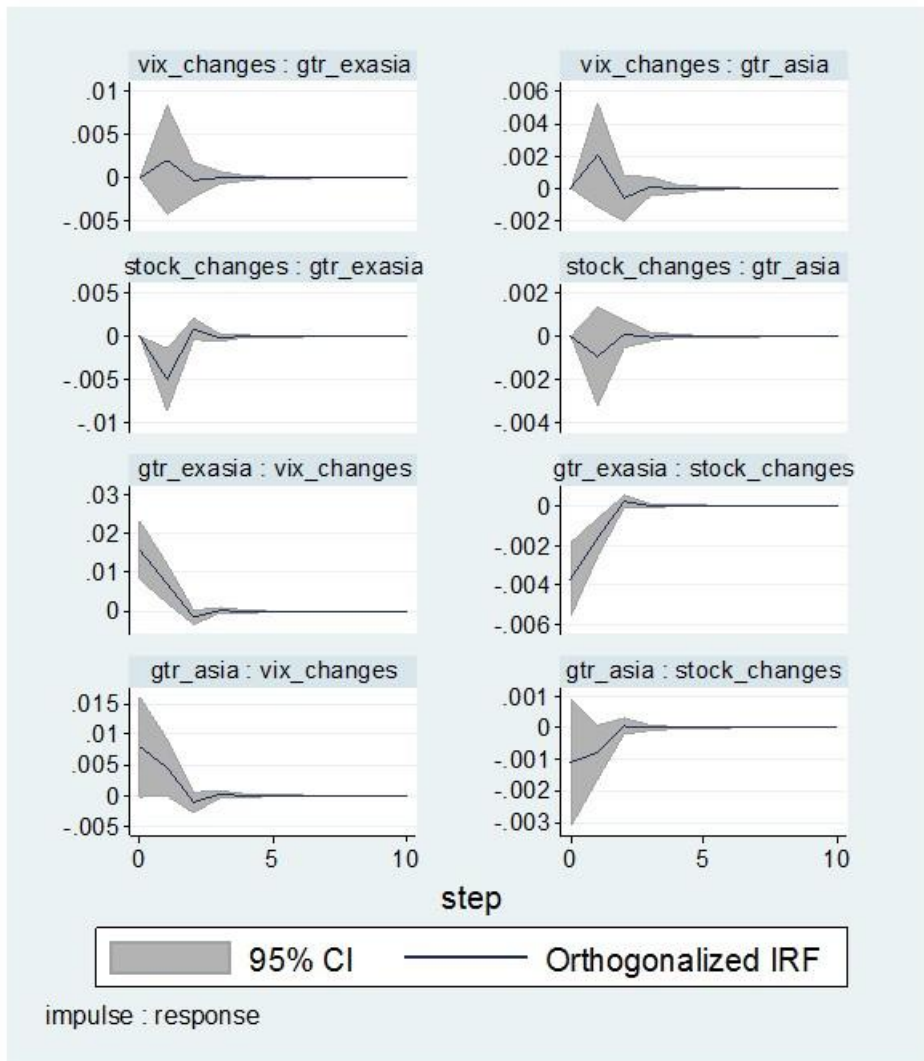 vix_changes : gtr_exasia
.01
.005
0
-.005
vix_changes : gtr_asia
.006
.004
.002
0
-.002
stock_changes : gtr_exasia
.005
0
-.005
-.01
stock_changes : gtr_asia
.002
0
-.002
-.004
gtr_exasia : vix_changes
.03
.02
.01
0
gtr_exasia : stock_changes
0
-.002
-.004
-.006
gtr_asia : vix_changes
.015
.01
.005
0
-.005
gtr_asia : stock_changes
.001
0
-.001
-.002
-.003
0 5 10
0 5 10
step
95% CI Orthogonalized IRF
impulse : response